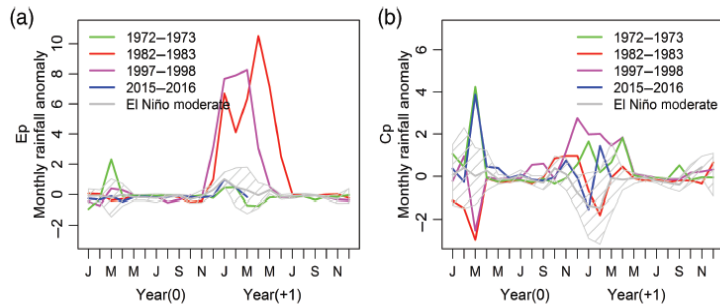 (a)
Ep
Monthly rainfall anomaly
10
8
6
4
2
0
−2
1972−1973
1982−1983
1997−1998
2015−2016
El Niño moderate
J M M J S N J M M J S N
Year(0) Year(+1)
(b)
Cp
Monthly rainfall anomaly
6
4
2
0
−2
1972−1973
1982−1983
1997−1998
2015−2016
El Niño moderate
J M M J S N J M M J S N
Year(0) Year(+1)